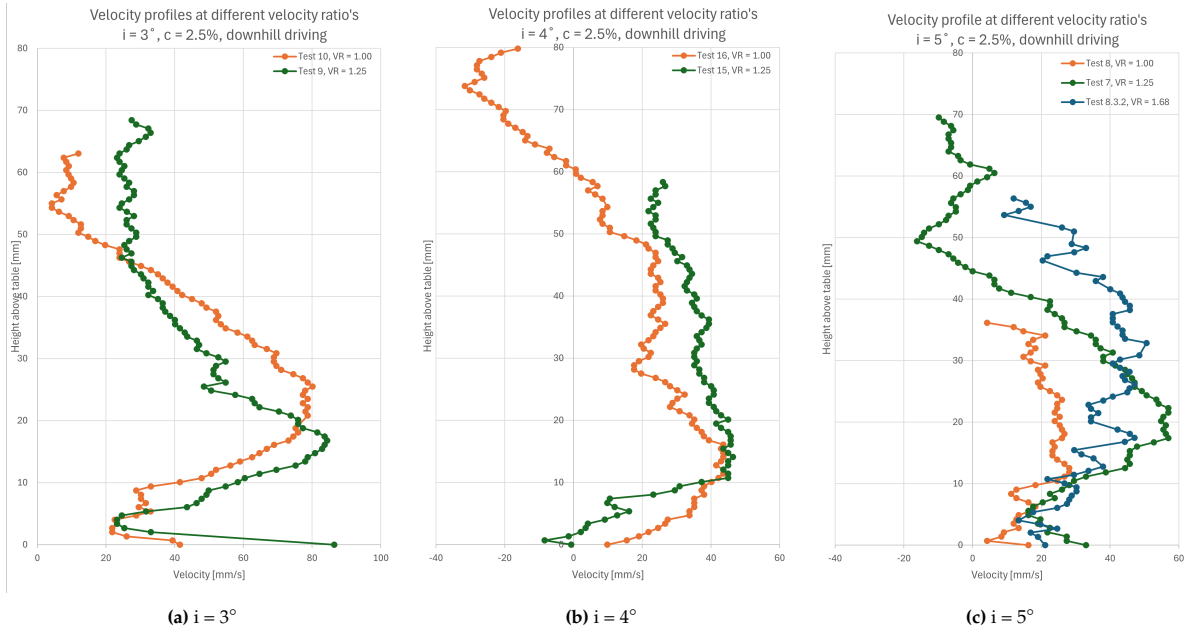 Velocity profiles at different velocity ratio's
i = 3˚, c = 2.5%, downhill driving
Test 10, VR = 1.00
Test 9, VR = 1.25
Height above table [mm]
80
70
60
50
40
30
20
10
0
0
20
40
60
80
100
Velocity [mm/s]
(a) i = 3°
Velocity profiles at different velocity ratio's
i = 4˚, c = 2.5%, downhill driving
Test 16, VR = 1.00
Test 15, VR = 1.25
Height above table [mm]
80
70
60
50
40
30
20
10
0
-40
-20
0
20
40
60
Velocity [mm/s]
(b) i = 4°
Velocity profile at different velocity ratio's
i = 5˚, c = 2.5%, downhill driving
Test 8, VR = 1.00
Test 7, VR = 1.25
Test 8.3.2, VR = 1.68
Height above table [mm]
80
70
60
50
40
30
20
10
0
-40
-20
0
20
40
60
Velocity [mm/s]
(c) i = 5°